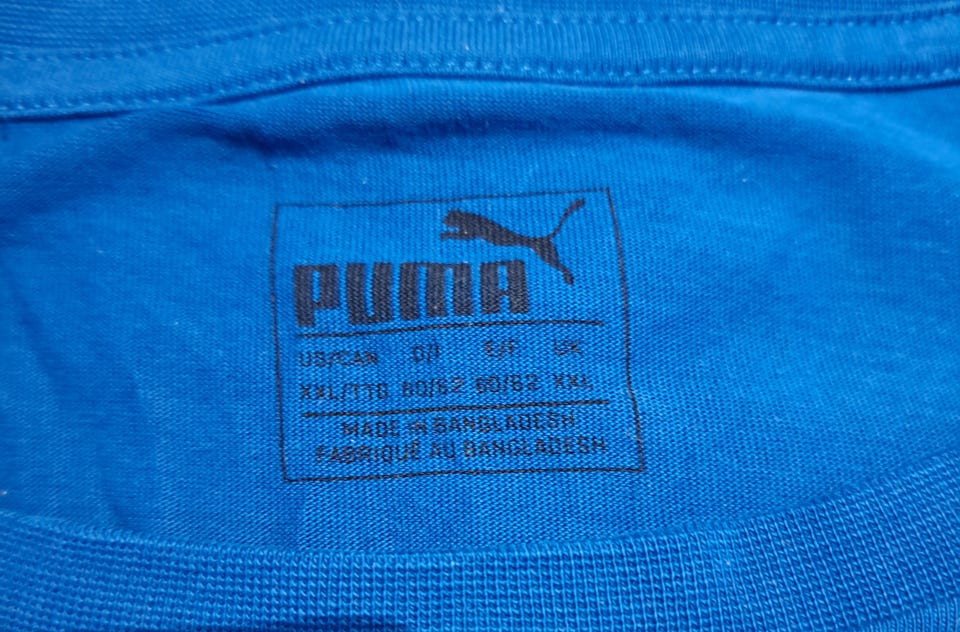 PUMA
US/CAN D/I E/F UK
XXL/TTG 60/62 60/62 XXL
MADE IN BANGLADESH
FABRIQUÉ AU BANGLADESH